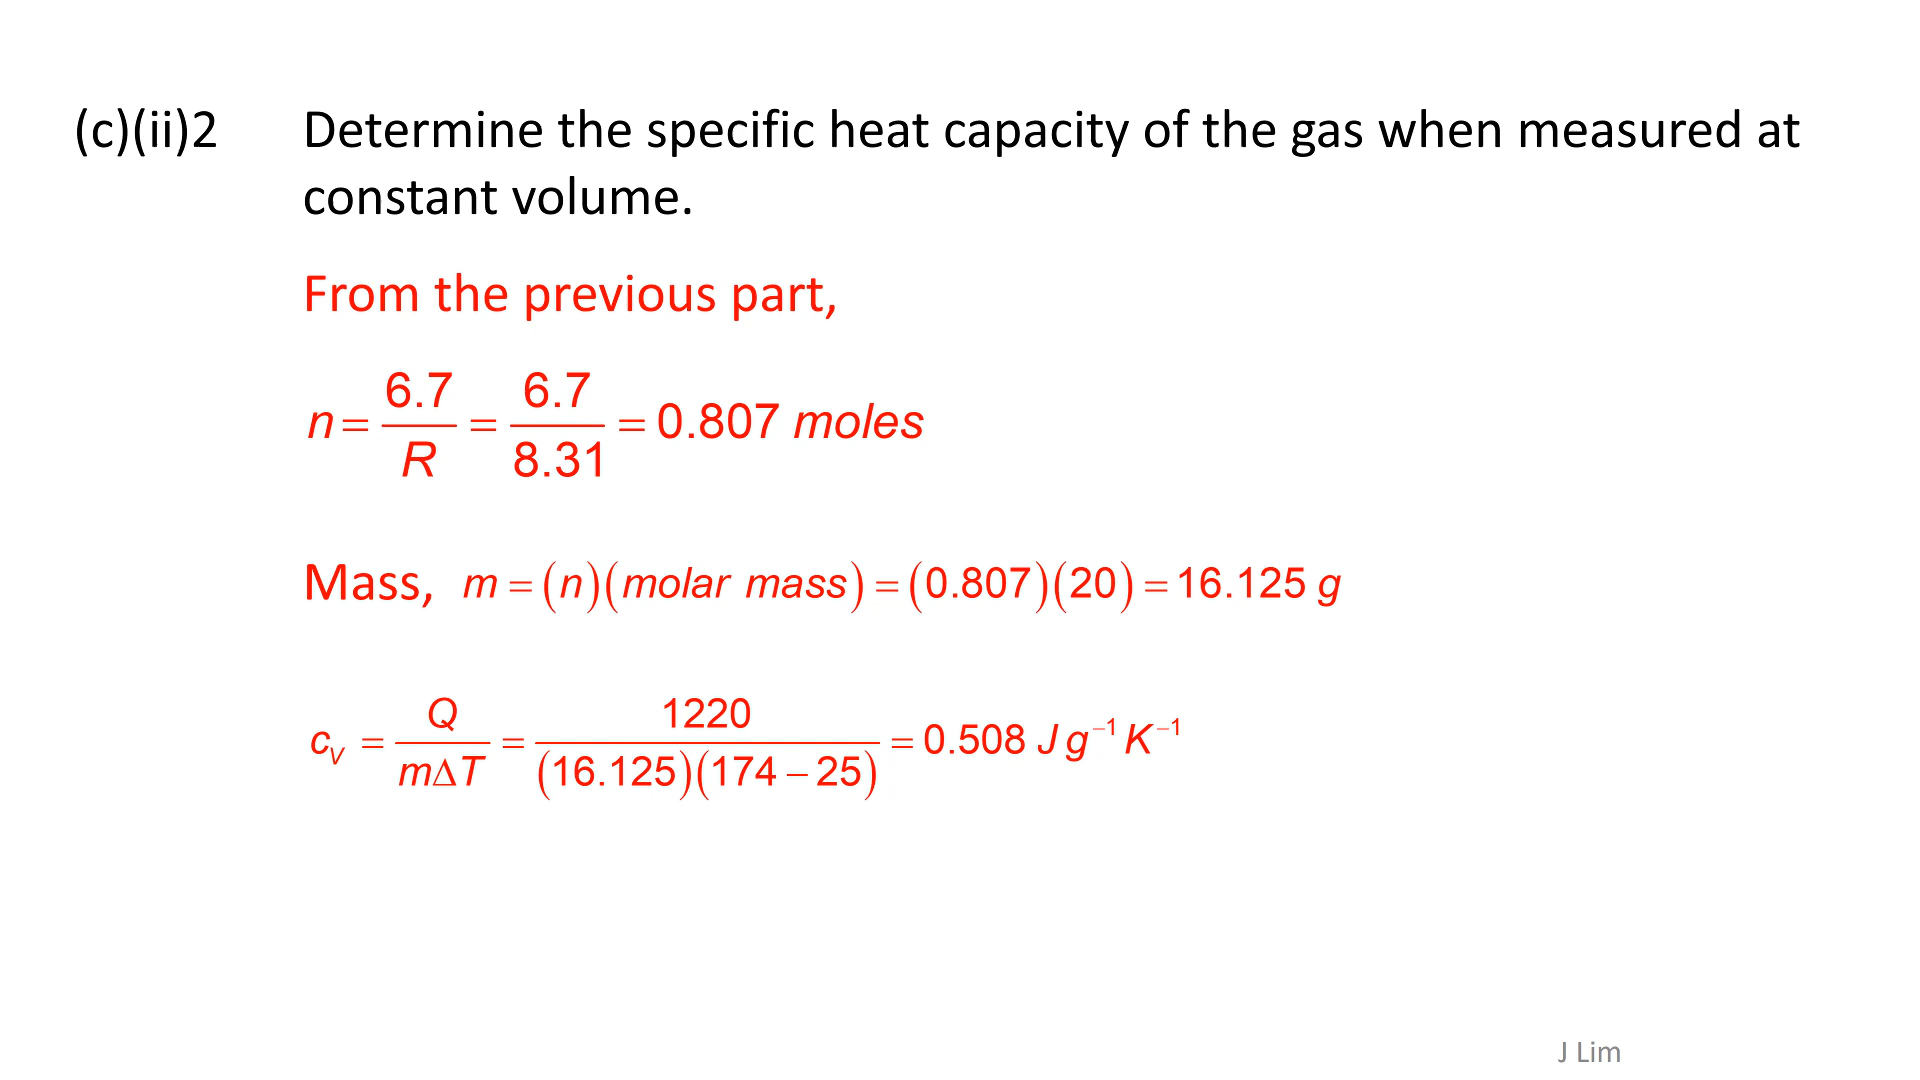 (c)(ii)2 Determine the specific heat capacity of the gas when measured at
constant volume.
From the previous part,
n = 6.7/R = 6.7/8.31 = 0.807 moles
Mass, m = (n)(molar mass) = (0.807)(20) = 16.125 g
c_V = Q/(mΔT) = 1220/((16.125)(174 − 25)) = 0.508 J g⁻¹ K⁻¹
J Lim